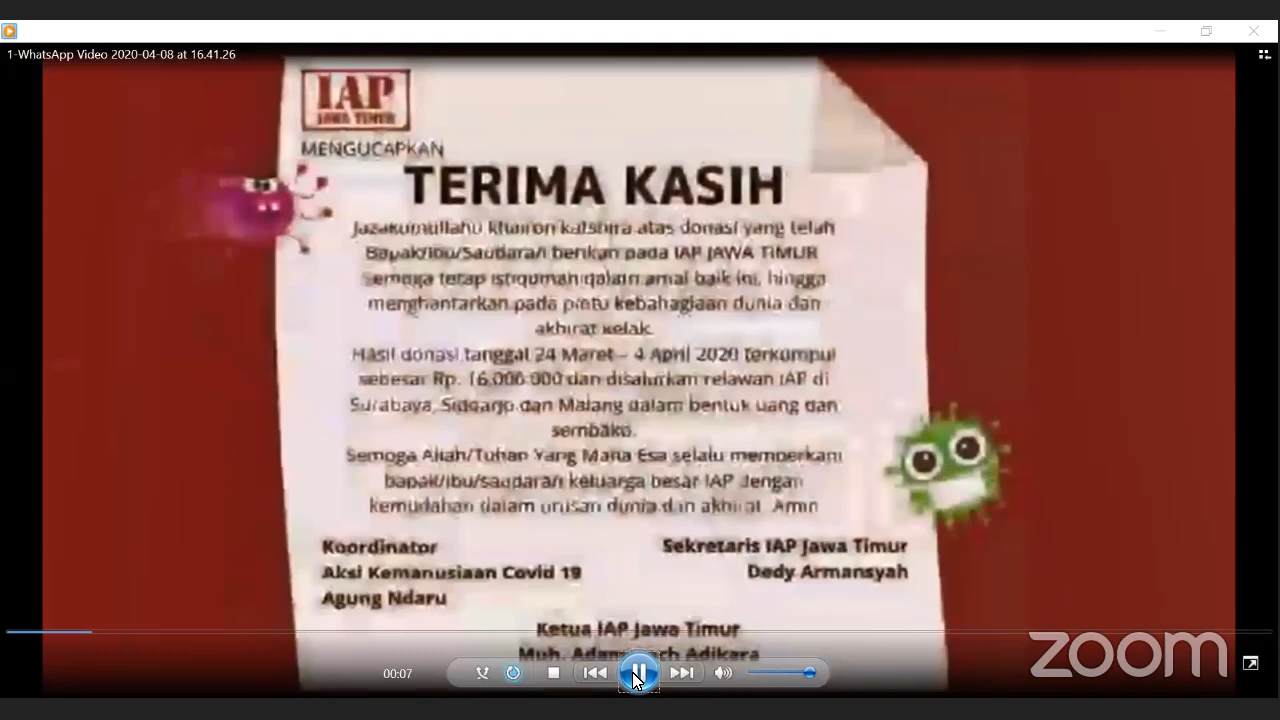 1-WhatsApp Video 2020-04-08 at 16.41.26
IAP
JAWA TIMUR
MENGUCAPKAN
TERIMA KASIH
Jazakumullahu khairon katshira atas donasi yang telah
Bapak/Ibu/Saudara/i berikan pada IAP JAWA TIMUR
Semoga tetap istiqomah dalam amal baik ini, hingga
menghantarkan pada pintu kebahagiaan dunia dan
akhirat kelak.
Hasil donasi tanggal 24 Maret - 4 April 2020 terkumpul
sebesar Rp. 16.000.000 dan disalurkan relawan IAP di
Surabaya, Sidoarjo dan Malang dalam bentuk uang dan
sembako.
Semoga Allah/Tuhan Yang Maha Esa selalu memberkahi
bapak/ibu/saudara/i keluarga besar IAP dengan
kemudahan dalam urusan dunia dan akhirat. Amin
Koordinator
Aksi Kemanusiaan Covid 19
Agung Ndaru
Sekretaris IAP Jawa Timur
Dedy Armansyah
Ketua IAP Jawa Timur
Muh. Adikara
00:07
zoom